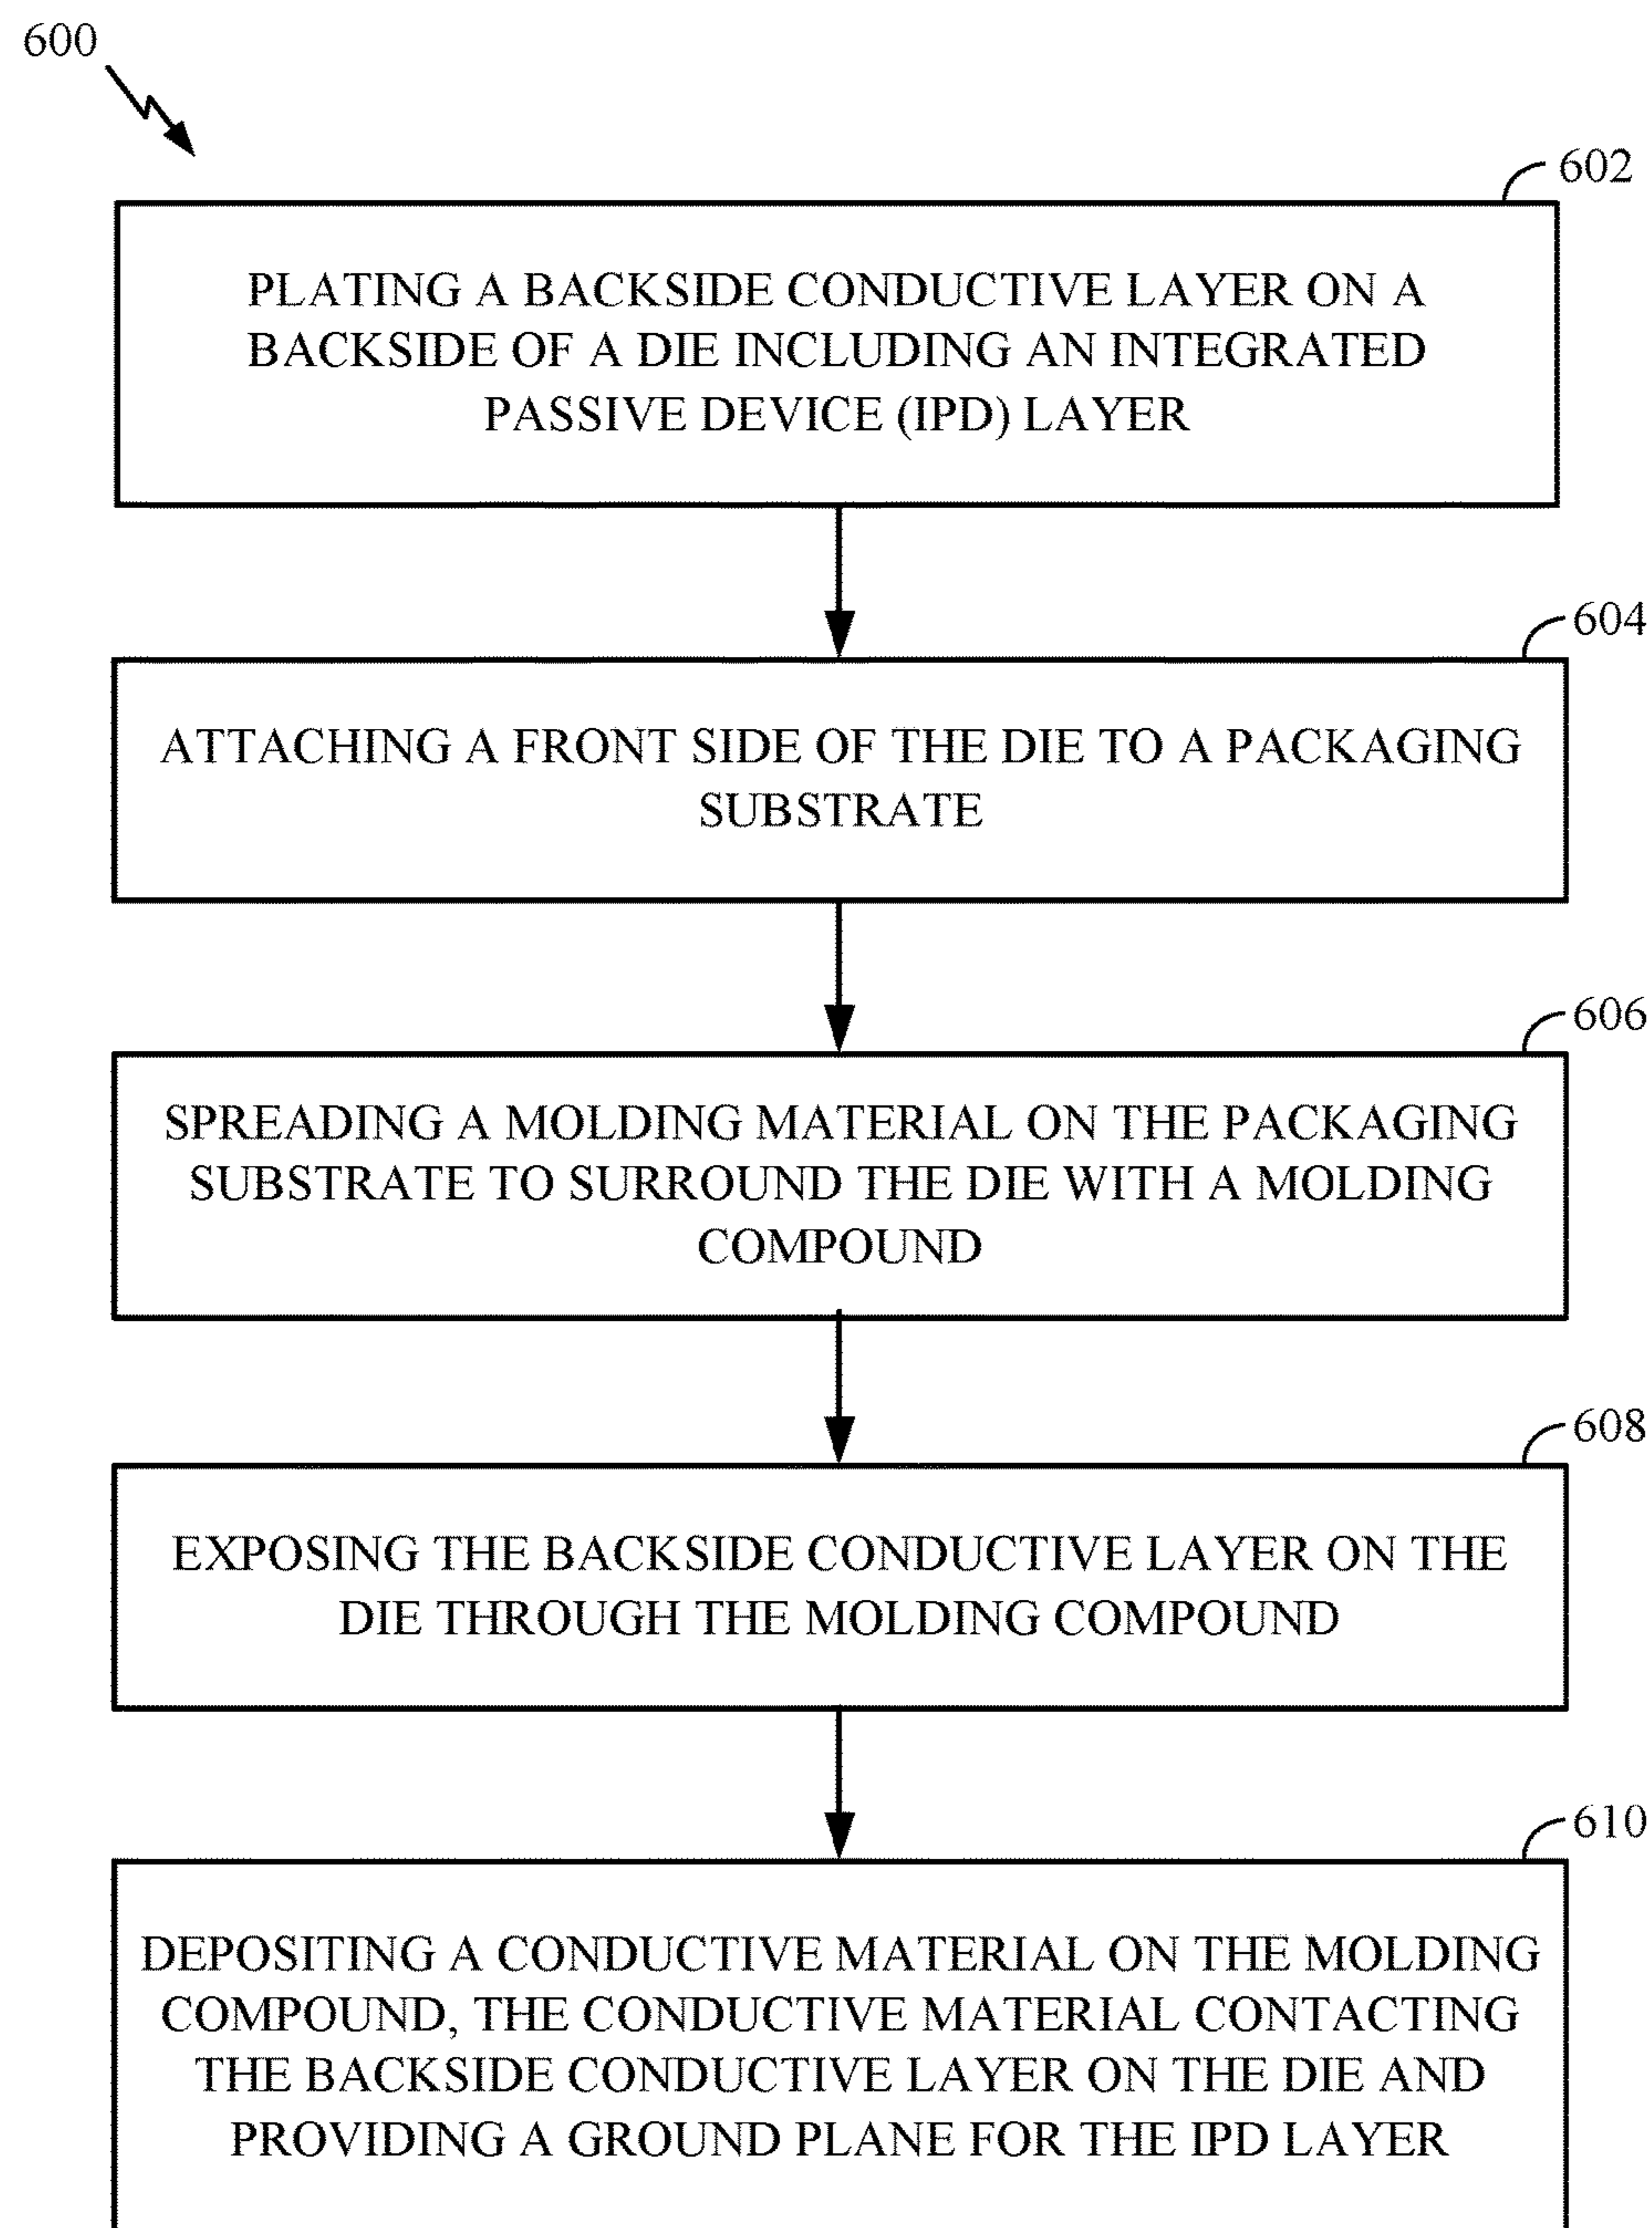 600
602
PLATING A BACKSIDE CONDUCTIVE LAYER ON A
BACKSIDE OF A DIE INCLUDING AN INTEGRATED
PASSIVE DEVICE (IPD) LAYER
604
ATTACHING A FRONT SIDE OF THE DIE TO A PACKAGING
SUBSTRATE
606
SPREADING A MOLDING MATERIAL ON THE PACKAGING
SUBSTRATE TO SURROUND THE DIE WITH A MOLDING
COMPOUND
608
EXPOSING THE BACKSIDE CONDUCTIVE LAYER ON THE
DIE THROUGH THE MOLDING COMPOUND
610
DEPOSITING A CONDUCTIVE MATERIAL ON THE MOLDING
COMPOUND, THE CONDUCTIVE MATERIAL CONTACTING
THE BACKSIDE CONDUCTIVE LAYER ON THE DIE AND
PROVIDING A GROUND PLANE FOR THE IPD LAYER